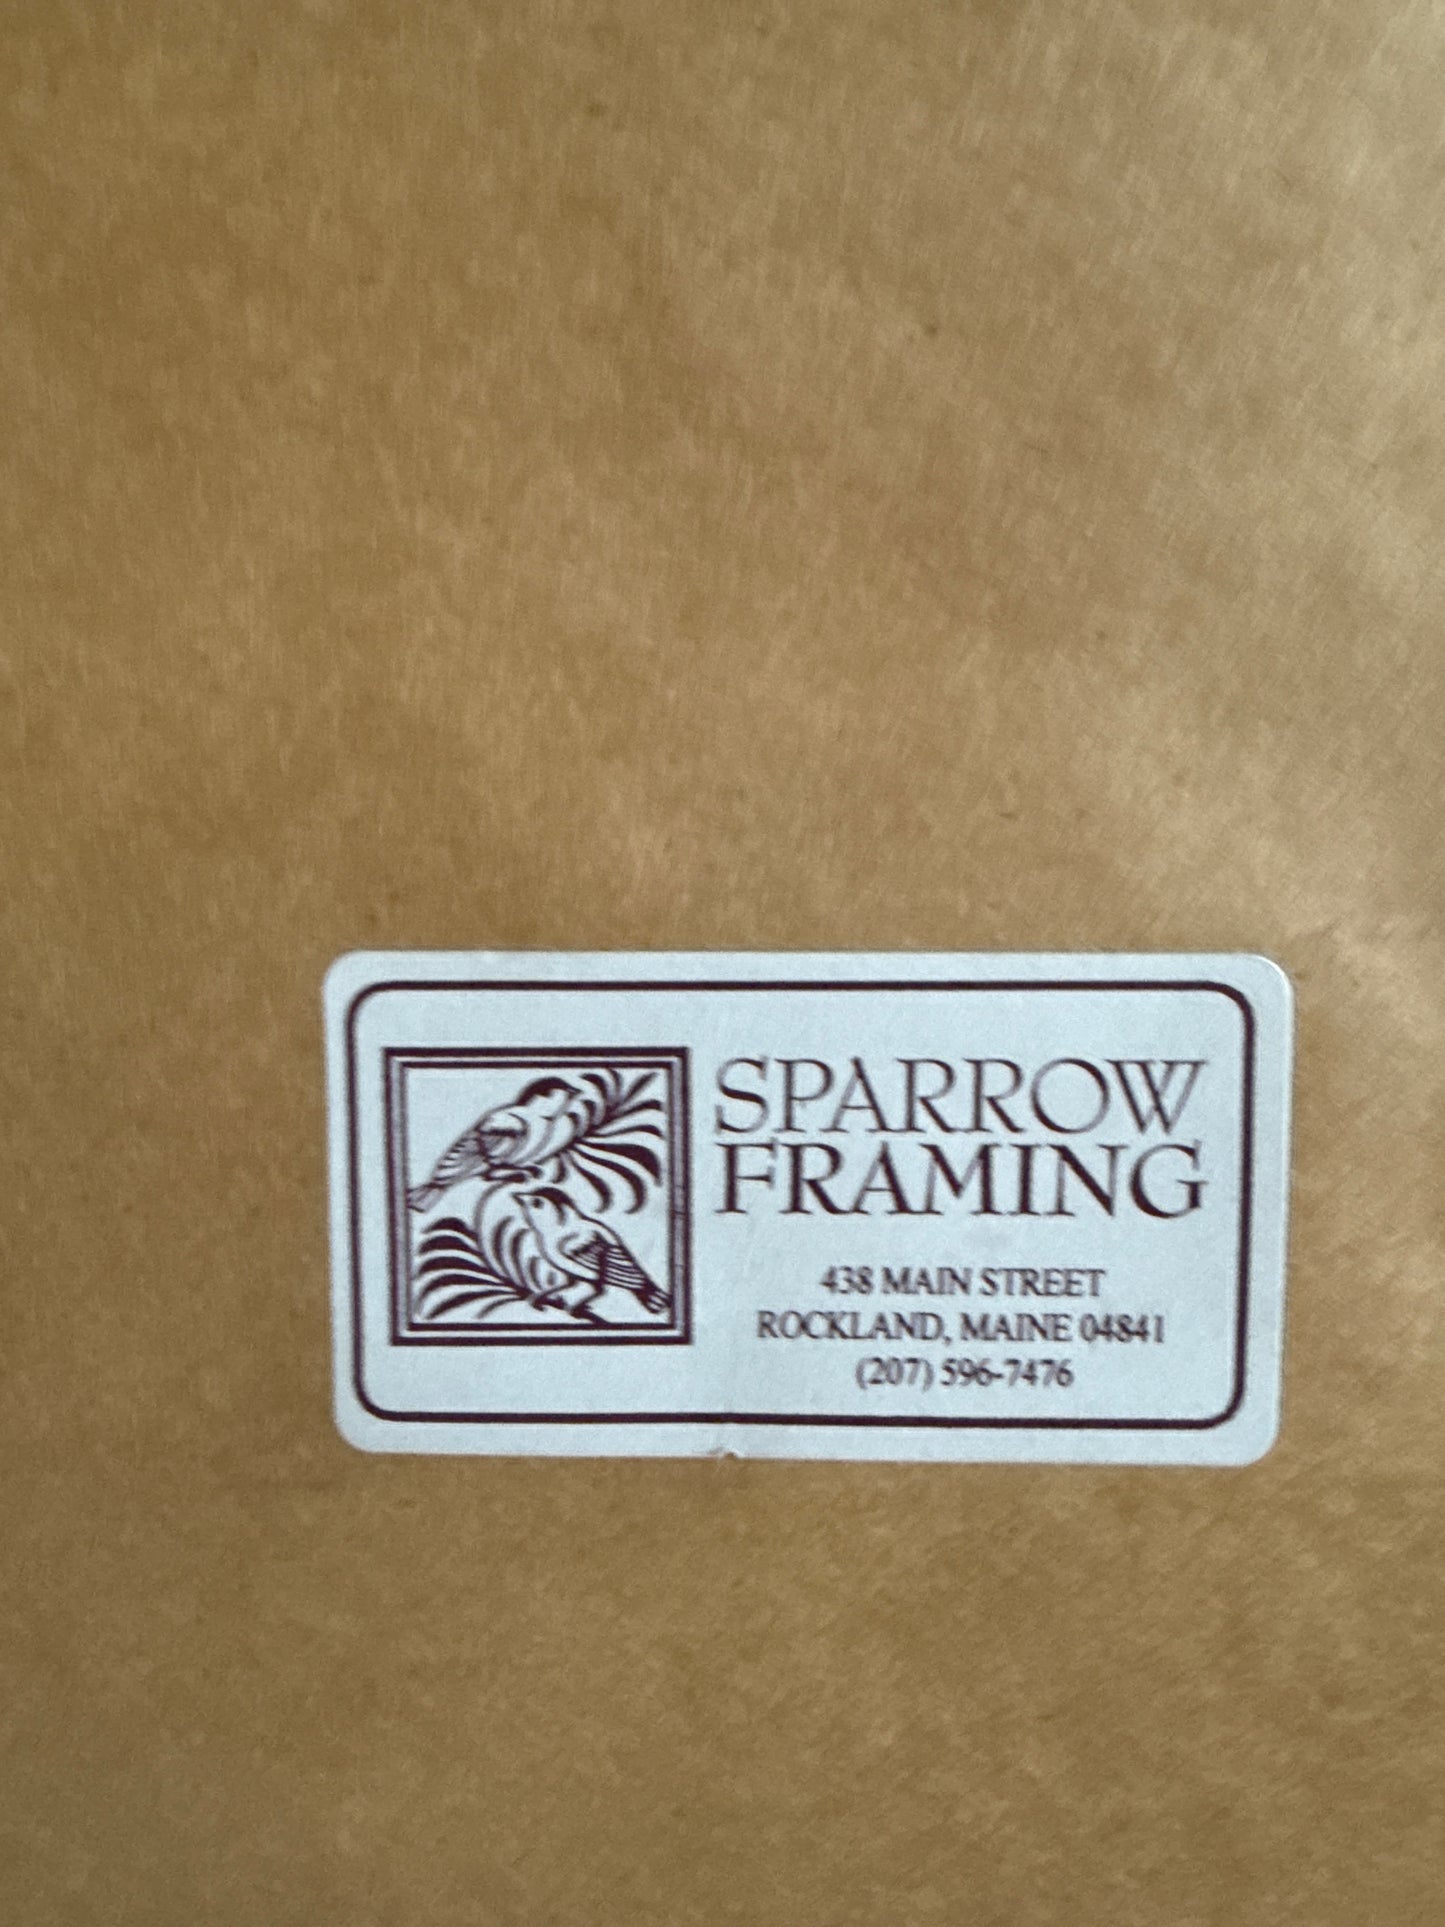 SPARROW
FRAMING
438 MAIN STREET
ROCKLAND, MAINE 04841
(207) 596-7476